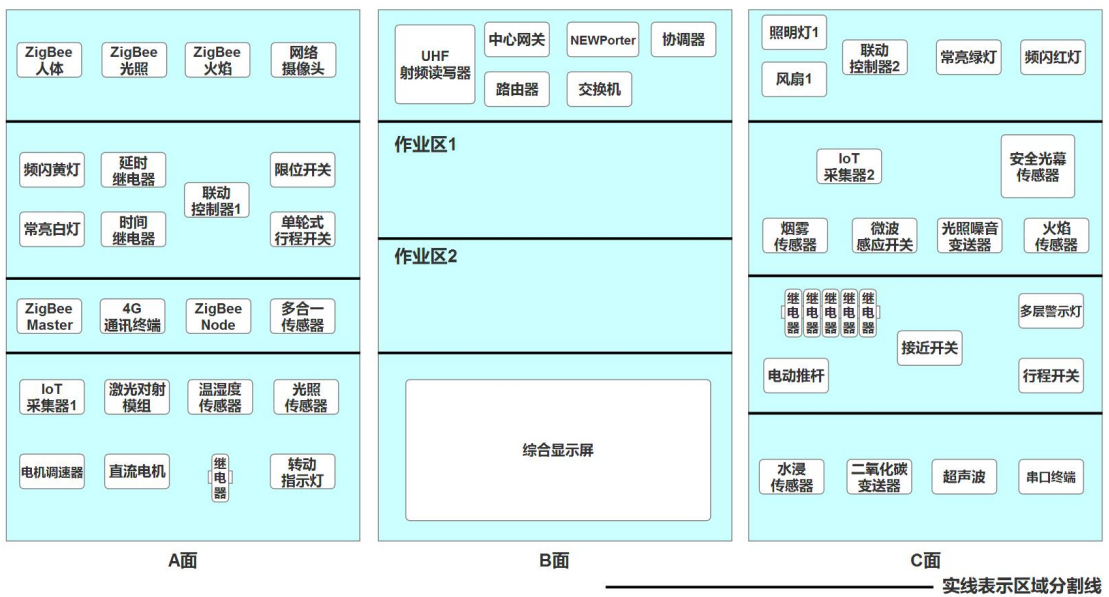 ZigBee
人体
ZigBee
光照
ZigBee
火焰
网络
摄像头
频闪黄灯
延时
继电器
联动
控制器1
限位开关
常亮白灯
时间
继电器
单轮式
行程开关
ZigBee
Master
4G
通讯终端
ZigBee
Node
多合一
传感器
IoT
采集器1
激光对射
模组
温湿度
传感器
光照
传感器
电机调速器
直流电机
继
电
器
转动
指示灯
A面
UHF
射频读写器
中心网关
NEWPorter
协调器
路由器
交换机
作业区1
作业区2
综合显示屏
B面
照明灯1
风扇1
联动
控制器2
常亮绿灯
频闪红灯
IoT
采集器2
安全光幕
传感器
烟雾
传感器
微波
感应开关
光照噪音
变送器
火焰
传感器
继
电
器
继
电
器
继
电
器
继
电
器
继
电
器
多层警示灯
接近开关
电动推杆
行程开关
水浸
传感器
二氧化碳
变送器
超声波
串口终端
C面
实线表示区域分割线